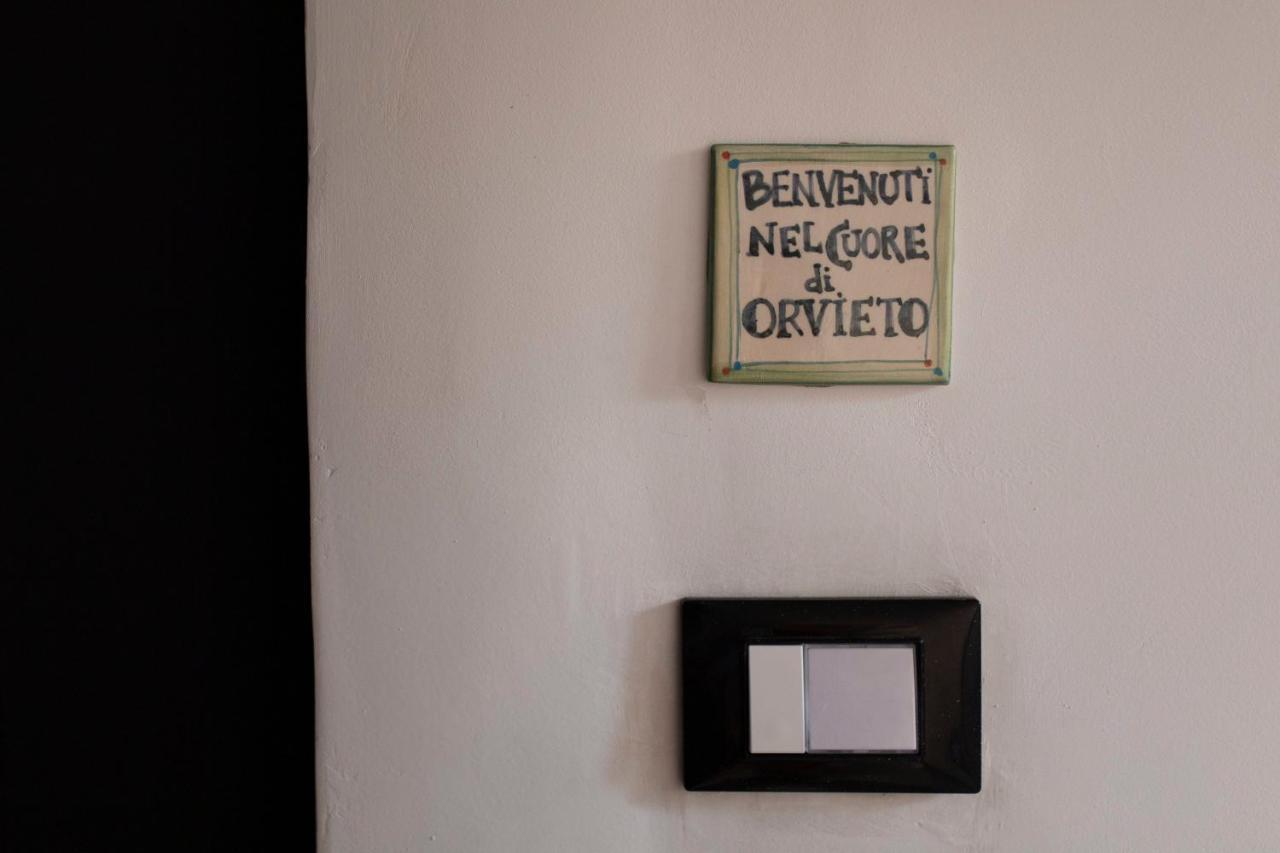 BENVENUTi
NEL CUORE
di
ORViETO